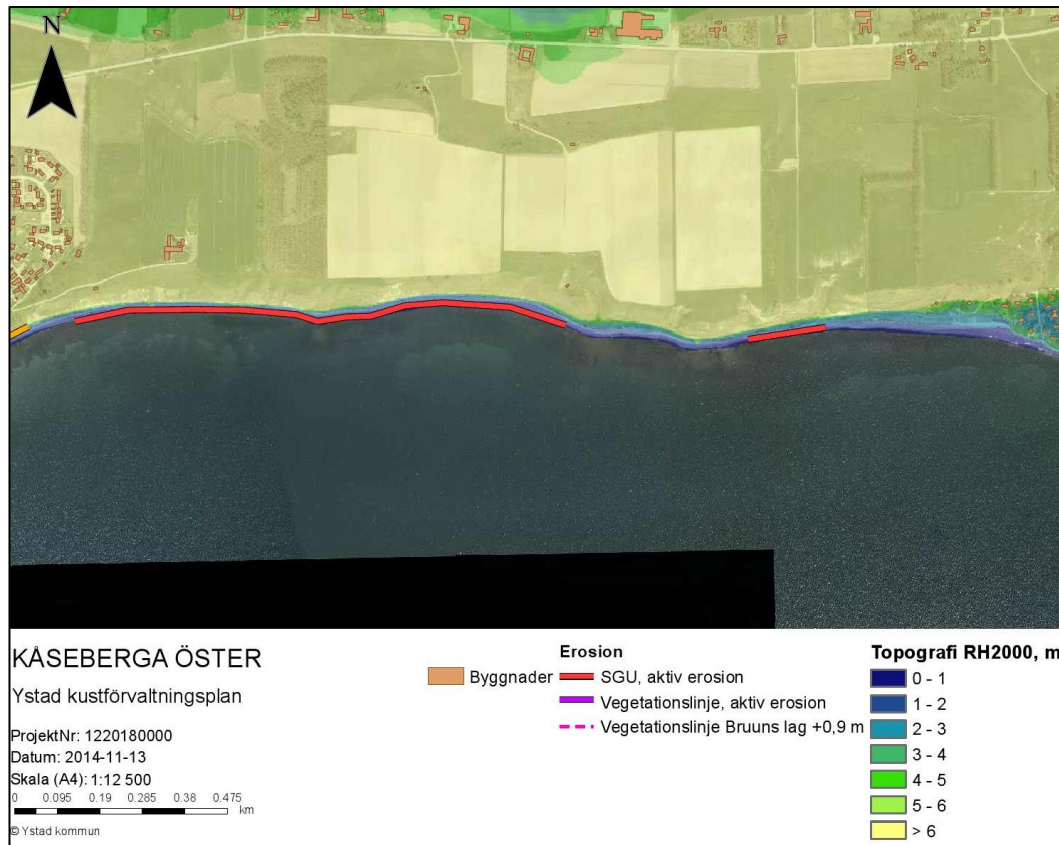 N
KÅSEBERGA ÖSTER
Ystad kustförvaltningsplan
ProjektNr: 1220180000
Datum: 2014-11-13
Skala (A4): 1:12 500
0 0.095 0.19 0.285 0.38 0.475
km
© Ystad kommun
Byggnader
Erosion
SGU, aktiv erosion
Vegetationslinje, aktiv erosion
Vegetationslinje Bruuns lag +0,9 m
Topografi RH2000, m
0 - 1
1 - 2
2 - 3
3 - 4
4 - 5
5 - 6
> 6